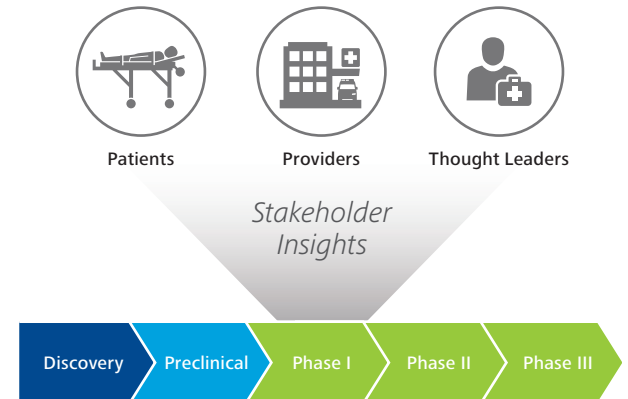 Patients
Providers
Thought Leaders
Stakeholder
Insights
Discovery
Preclinical
Phase I
Phase II
Phase III